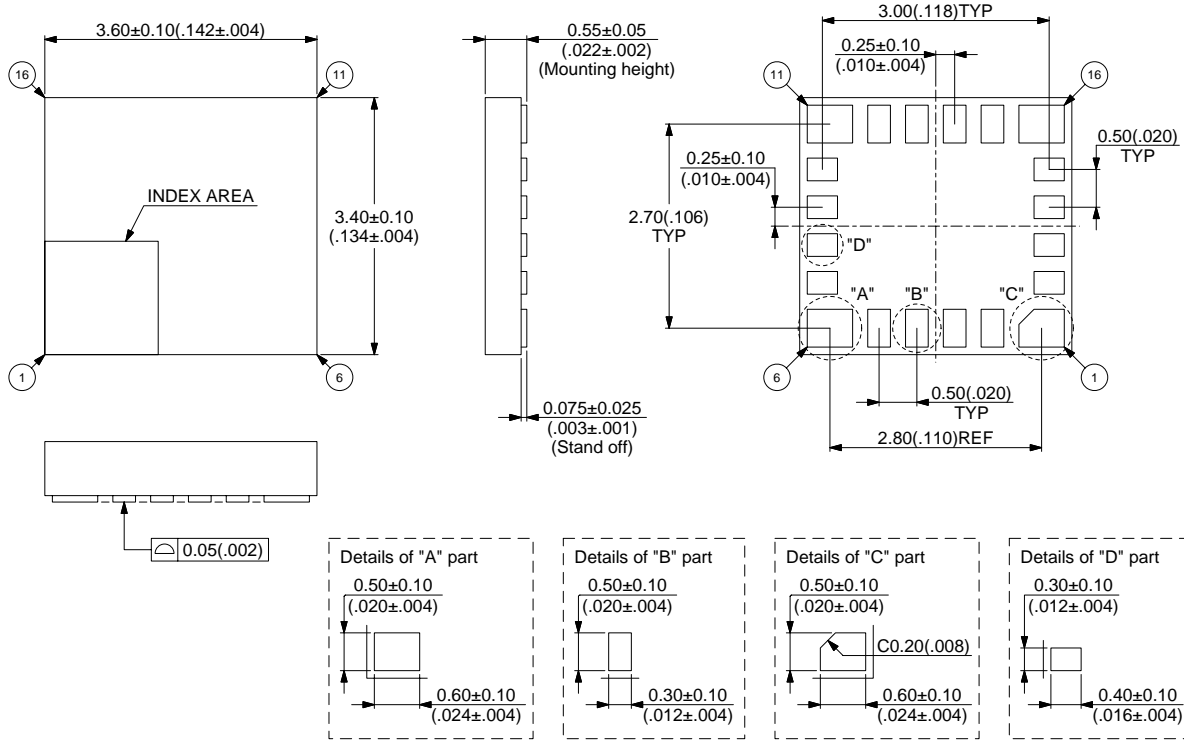 3.60±0.10(.142±.004)
16
11
INDEX AREA
3.40±0.10
(.134±.004)
1
6
0.55±0.05
(.022±.002)
(Mounting height)
0.075±0.025
(.003±.001)
(Stand off)
3.00(.118)TYP
0.25±0.10
(.010±.004)
11
16
0.50(.020)
TYP
0.25±0.10
(.010±.004)
2.70(.106)
TYP
"D"
"A"
"B"
"C"
6
1
0.50(.020)
TYP
2.80(.110)REF
0.05(.002)
Details of "A" part
0.50±0.10
(.020±.004)
0.60±0.10
(.024±.004)
Details of "B" part
0.50±0.10
(.020±.004)
0.30±0.10
(.012±.004)
Details of "C" part
0.50±0.10
(.020±.004)
C0.20(.008)
0.60±0.10
(.024±.004)
Details of "D" part
0.30±0.10
(.012±.004)
0.40±0.10
(.016±.004)